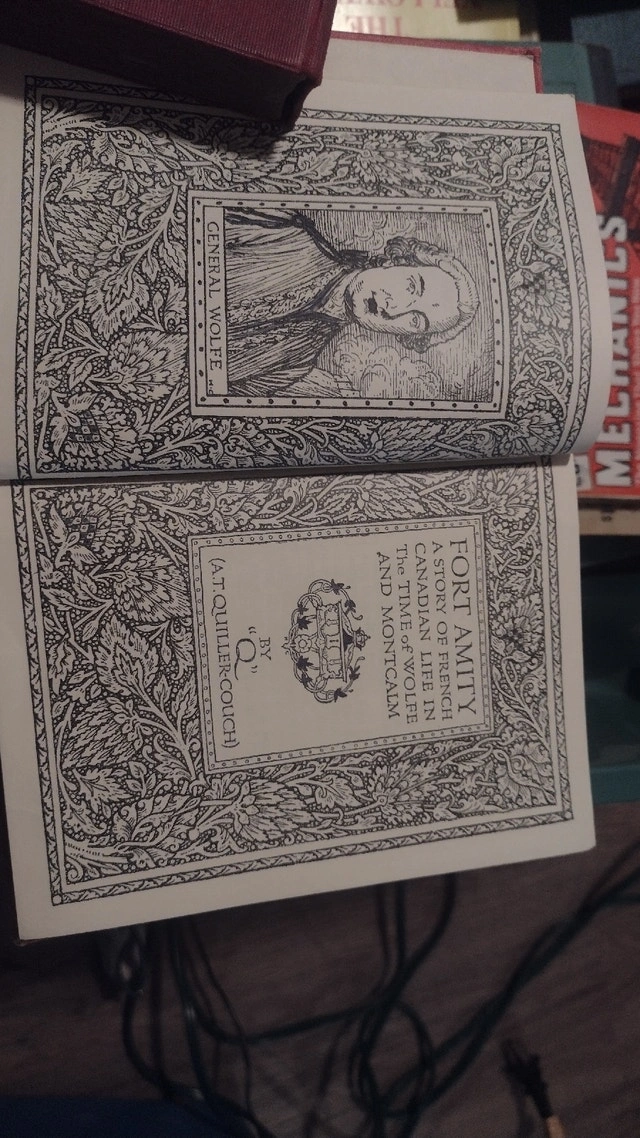 GENERAL WOLFE
FORT AMITY
A STORY OF FRENCH
CANADIAN LIFE IN
The TIME of WOLFE
AND MONTCALM
BY
"Q"
(A.T.QUILLER-COUCH)
MECHANICS
THE